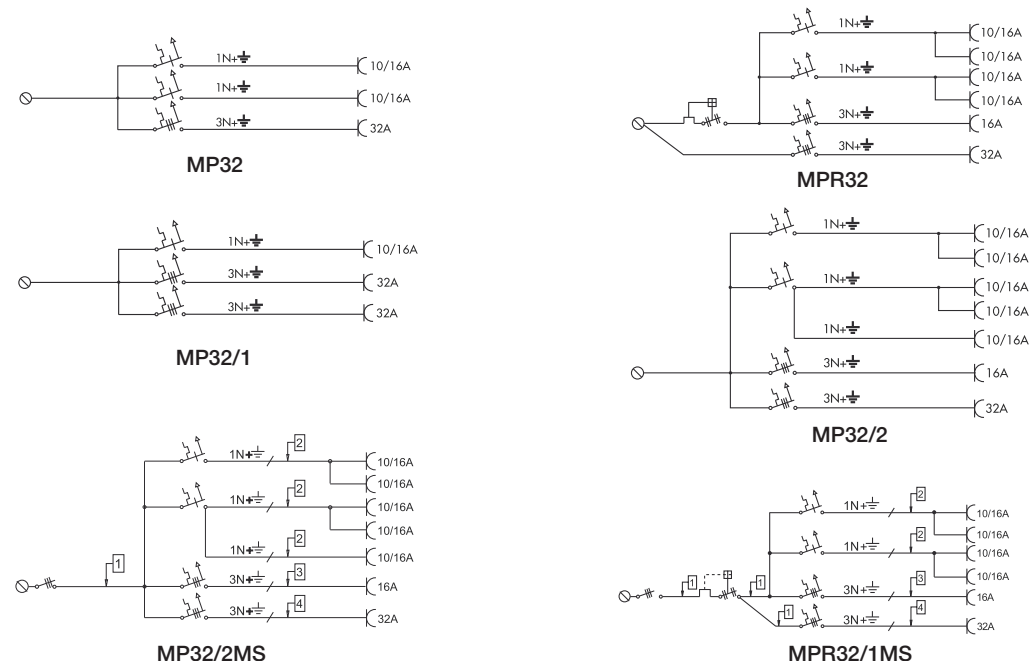 1N+
10/16A
1N+
10/16A
3N+
32A
MP32
1N+
10/16A
10/16A
1N+
10/16A
10/16A
3N+
16A
3N+
32A
MPR32
1N+
10/16A
3N+
32A
3N+
32A
MP32/1
1N+
10/16A
10/16A
1N+
10/16A
10/16A
1N+
10/16A
3N+
16A
3N+
32A
MP32/2
1
1N+ 2
10/16A
10/16A
1N+ 2
10/16A
10/16A
1N+ 2
10/16A
3N+ 3
16A
3N+ 4
32A
MP32/2MS
1 1 1
1N+ 2
10/16A
10/16A
1N+ 2
10/16A
10/16A
3N+ 3
16A
3N+ 4
32A
MPR32/1MS